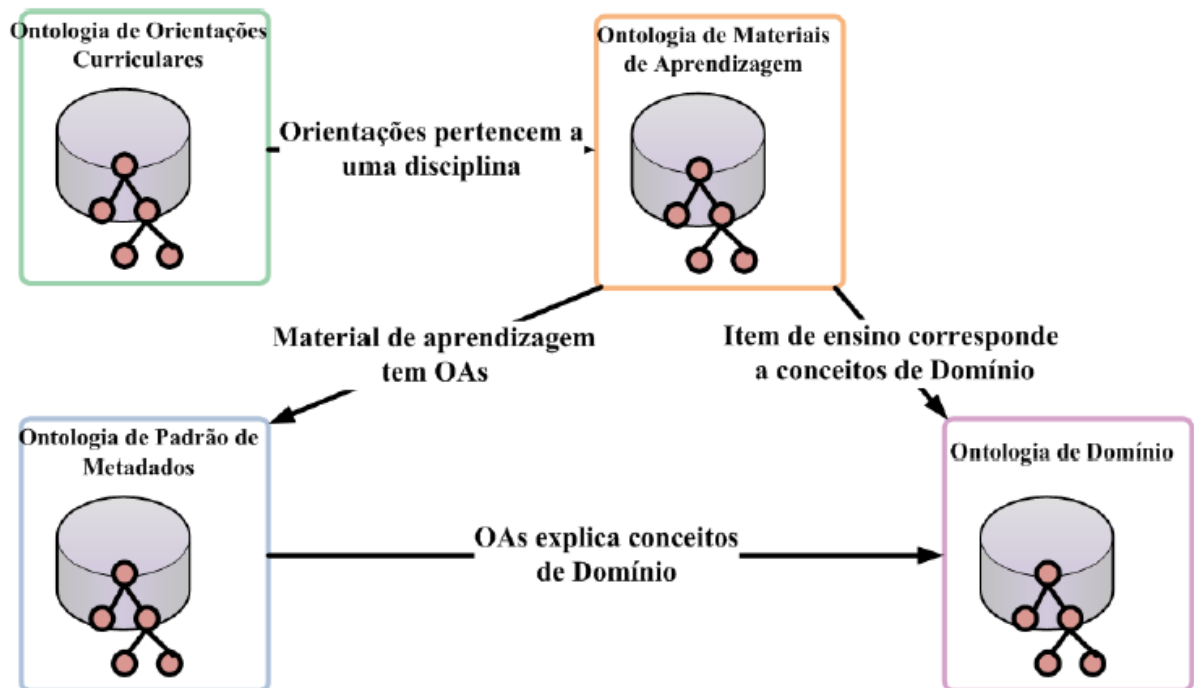 Ontologia de Orientações
Curriculares
Ontologia de Materiais
de Aprendizagem
Orientações pertencem a
uma disciplina
Material de aprendizagem
tem OAs
Item de ensino corresponde
a conceitos de Domínio
Ontologia de Padrão de
Metadados
Ontologia de Domínio
OAs explica conceitos
de Domínio